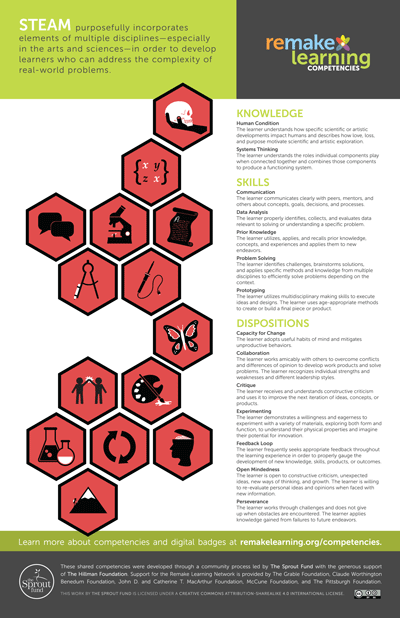 STEAM purposefully incorporates
elements of multiple disciplines—especially
in the arts and sciences—in order to develop
learners who can address the complexity of
real-world problems.
remake
learning
COMPETENCIES
x y
z x
KNOWLEDGE
Human Condition
The learner understands how specific scientific or artistic
developments impact humans and describes how love, loss,
and purpose motivate scientific and artistic exploration.
Systems Thinking
The learner understands the roles individual components play
when connected together and combines those components
to produce a functioning system.
SKILLS
Communication
The learner communicates clearly with peers, mentors, and
others about concepts, goals, decisions, and processes.
Data Analysis
The learner properly identifies, collects, and evaluates data
relevant to solving or understanding a specific problem.
Prior Knowledge
The learner utilizes, applies, and recalls prior knowledge,
concepts, and experiences and applies them to new
endeavors.
Problem Solving
The learner identifies challenges, brainstorms solutions,
and applies specific methods and knowledge from multiple
disciplines to efficiently solve problems depending on the
context.
Prototyping
The learner utilizes multidisciplinary making skills to execute
ideas and designs. The learner uses age-appropriate methods
to create or build a final piece or product.
DISPOSITIONS
Capacity for Change
The learner adopts useful habits of mind and mitigates
unproductive behaviors.
Collaboration
The learner works amicably with others to overcome conflicts
and differences of opinion to develop work products and solve
problems. The learner recognizes individual strengths and
weaknesses and different leadership styles.
Critique
The learner receives and understands constructive criticism
and uses it to improve the next iteration of ideas, concepts, or
products.
Experimenting
The learner demonstrates a willingness and eagerness to
experiment with a variety of materials, exploring both form and
function, to understand their physical properties and imagine
their potential for innovation.
Feedback Loop
The learner frequently seeks appropriate feedback throughout
the learning experience in order to properly gauge the
development of new knowledge, skills, products, or outcomes.
Open Mindedness
The learner is open to constructive criticism, unexpected
ideas, new ways of thinking, and growth. The learner is willing
to re-evaluate personal ideas and opinions when faced with
new information.
Perseverance
The learner works through challenges and does not give
up when obstacles are encountered. The learner applies
knowledge gained from failures to future endeavors.
Learn more about competencies and digital badges at remakelearning.org/competencies.
The
Sprout
fund
These shared competencies were developed through a community process led by The Sprout Fund with the generous support
of The Hillman Foundation. Support for the Remake Learning Network is provided by The Grable Foundation, Claude Worthington
Benedum Foundation, John D. and Catherine T. MacArthur Foundation, McCune Foundation, and The Pittsburgh Foundation.
THIS WORK BY THE SPROUT FUND IS LICENSED UNDER A CREATIVE COMMONS ATTRIBUTION-SHAREALIKE 4.0 INTERNATIONAL LICENSE.